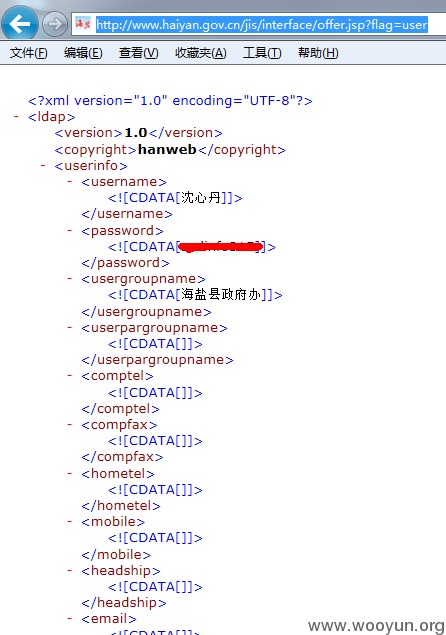 http://www.haiyan.gov.cn/jis/interface/offer.jsp?flag=user
文件(F) 编辑(E) 查看(V) 收藏夹(A) 工具(T) 帮助(H)
<?xml version="1.0" encoding="UTF-8"?>
- <ldap>
<version>1.0</version>
<copyright>hanweb</copyright>
- <userinfo>
- <username>
<![CDATA[沈心丹]]>
</username>
- <password>
<![CDATA[]]>
</password>
- <usergroupname>
<![CDATA[海盐县政府办]]>
</usergroupname>
- <userpargroupname>
<![CDATA[]]>
</userpargroupname>
- <comptel>
<![CDATA[]]>
</comptel>
- <compfax>
<![CDATA[]]>
</compfax>
- <hometel>
<![CDATA[]]>
</hometel>
- <mobile>
<![CDATA[]]>
</mobile>
- <headship>
<![CDATA[]]>
</headship>
- <email>
<![CDATA[]]>
www.wooyun.org